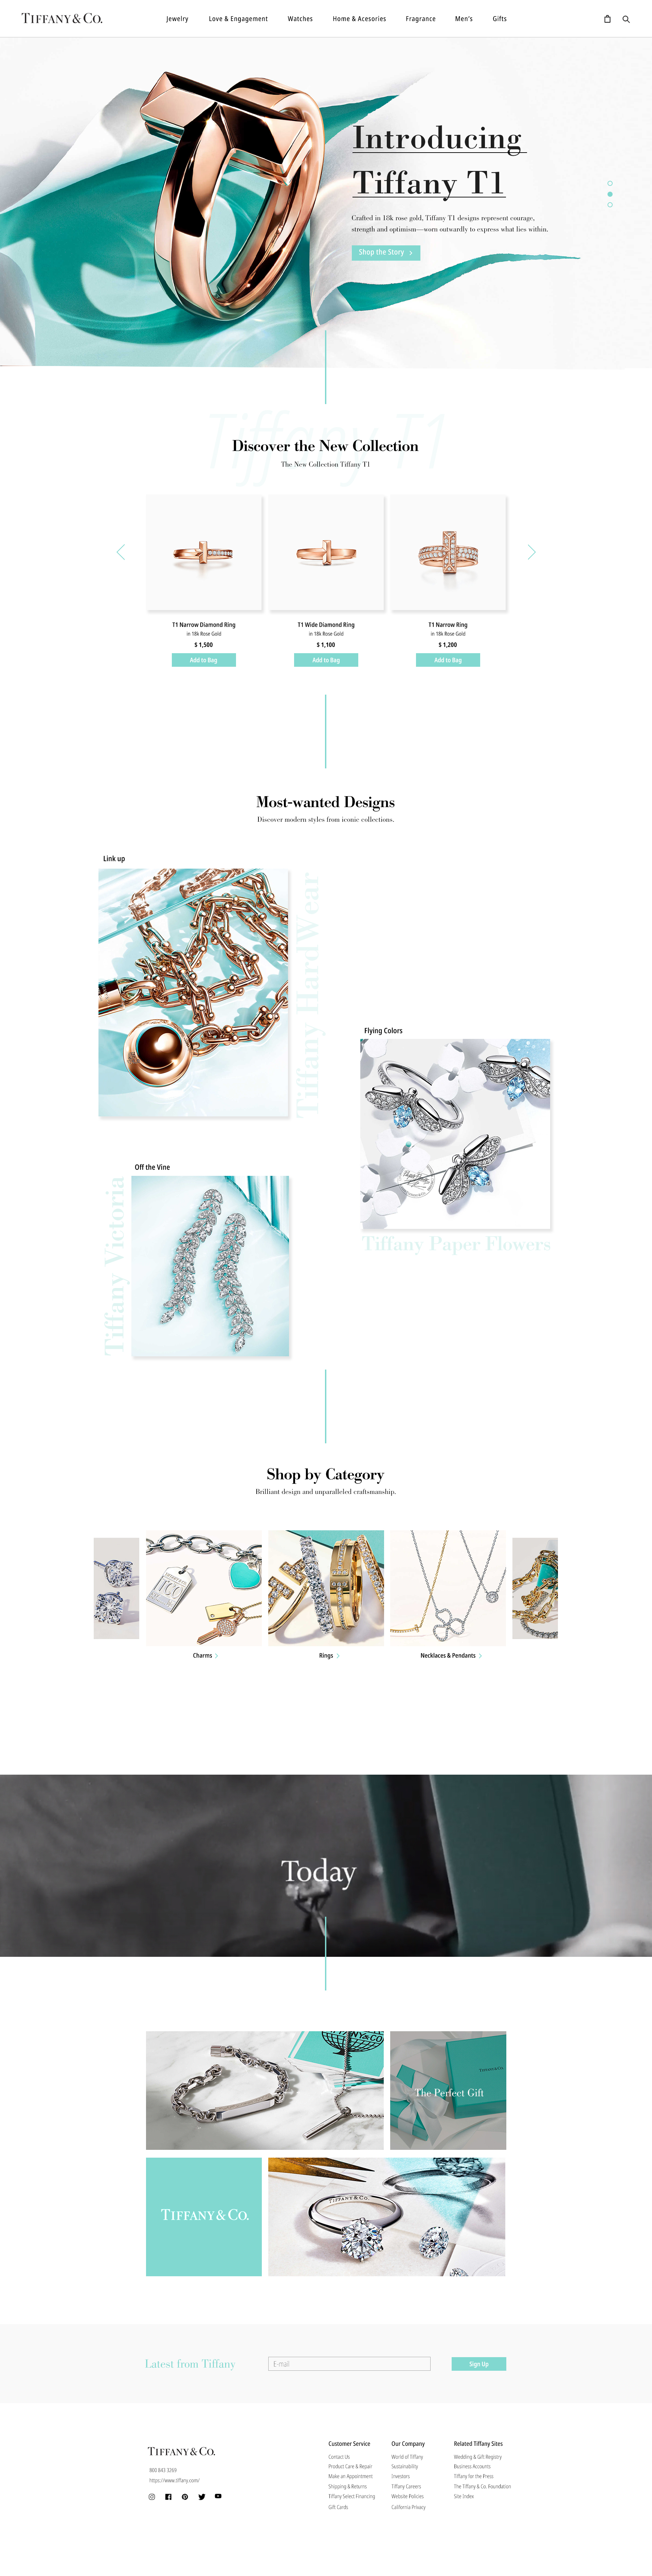 TIFFANY & CO.
Jewelry Love & Engagement Watches Home & Acesories Fragrance Men's Gifts
Introducing
Tiffany T1
Crafted in 18k rose gold, Tiffany T1 designs represent courage,
strength and optimism—worn outwardly to express what lies within.
Shop the Story
Tiffany T1
Discover the New Collection
The New Collection Tiffany T1
T1 Narrow Diamond Ring
in 18k Rose Gold
$ 1,500
Add to Bag
T1 Wide Diamond Ring
in 18k Rose Gold
$ 1,100
Add to Bag
T1 Narrow Ring
in 18k Rose Gold
$ 1,200
Add to Bag
Most-wanted Designs
Discover modern styles from iconic collections.
Link up
Tiffany HardWear
Flying Colors
Tiffany Paper Flowers
Off the Vine
Tiffany Victoria
Shop by Category
Brilliant design and unparalleled craftsmanship.
Charms
Rings
Necklaces & Pendants
Today
The Perfect Gift
TIFFANY & CO.
TIFFANY & CO.
Latest from Tiffany
E-mail
Sign Up
TIFFANY & CO.
800 843 3269
https://www.tiffany.com/
Customer Service
Contact Us
Product Care & Repair
Make an Appointment
Shipping & Returns
Tiffany Select Financing
Gift Cards
Our Company
World of Tiffany
Sustainability
Investors
Tiffany Careers
Website Policies
California Privacy
Related Tiffany Sites
Wedding & Gift Registry
Business Accounts
Tiffany for the Press
The Tiffany & Co. Foundation
Site Index